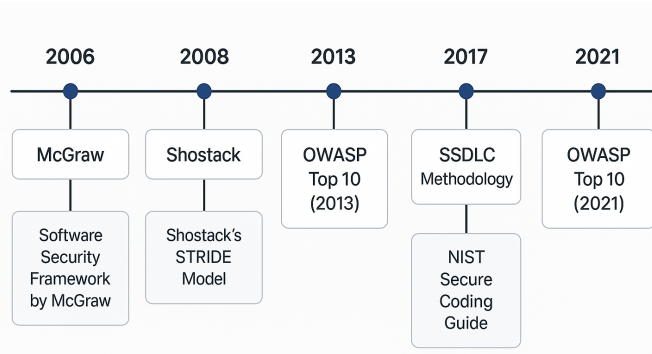 2006
2008
2013
2017
2021
McGraw
Shostack
OWASP
Top 10
(2013)
SSDLC
Methodology
OWASP
Top 10
(2021)
Software
Security
Framework
by McGraw
Shostack’s
STRIDE
Model
NIST
Secure
Coding
Guide